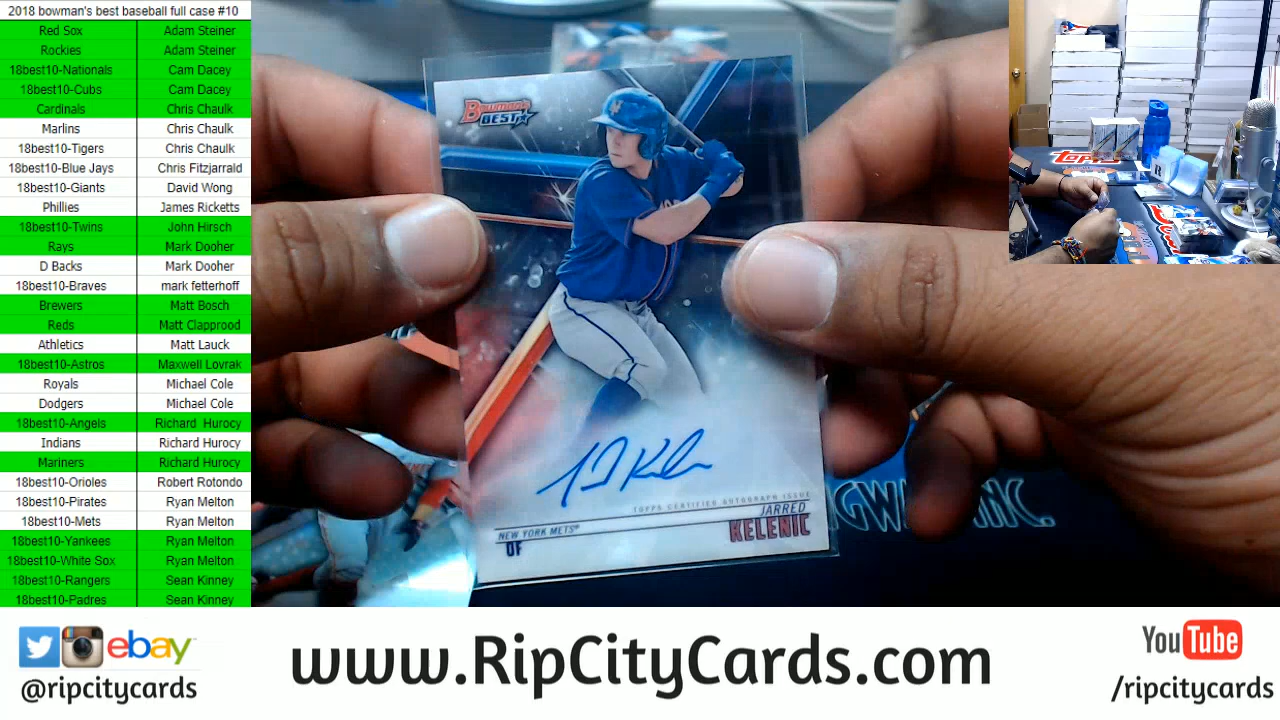 2018 bowman's best baseball full case #10
Red Sox Adam Steiner
Rockies Adam Steiner
18best10-Nationals Cam Dacey
18best10-Cubs Cam Dacey
Cardinals Chris Chaulk
Marlins Chris Chaulk
18best10-Tigers Chris Chaulk
18best10-Blue Jays Chris Fitzjarrald
18best10-Giants David Wong
Phillies James Ricketts
18best10-Twins John Hirsch
Rays Mark Dooher
D Backs Mark Dooher
18best10-Braves mark fetterhoff
Brewers Matt Bosch
Reds Matt Clapprood
Athletics Matt Lauck
18best10-Astros Maxwell Lovrak
Royals Michael Cole
Dodgers Michael Cole
18best10-Angels Richard Hurocy
Indians Richard Hurocy
Mariners Richard Hurocy
18best10-Orioles Robert Rotondo
18best10-Pirates Ryan Melton
18best10-Mets Ryan Melton
18best10-Yankees Ryan Melton
18best10-White Sox Ryan Melton
18best10-Rangers Sean Kinney
18best10-Padres Sean Kinney
BOWMAN'S
BEST
TOPPS CERTIFIED AUTOGRAPH ISSUE
JARRED
KELENIC
NEW YORK METS®
OF
INC.
topps
ebay
@ripcitycards
www.RipCityCards.com
YouTube
/ripcitycards